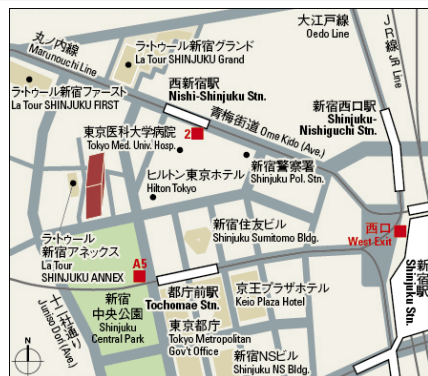 丸ノ内線
Marunouchi Line
ラ・トゥール新宿グランド
La Tour SHINJUKU Grand
大江戸線
Oedo Line
JR線 JR Line
ラ・トゥール新宿ファースト
La Tour SHINJUKU FIRST
西新宿駅
Nishi-Shinjuku Stn.
青梅街道 Ome Kido (Ave.)
新宿西口駅
Shinjuku-
Nishiguchi Stn.
東京医科大学病院
Tokyo Med. Univ. Hosp.
2
ヒルトン東京ホテル
Hilton Tokyo
新宿警察署
Shinjuku Pol. Stn.
ラ・トゥール
新宿アネックス
La Tour
SHINJUKU ANNEX
A5
新宿住友ビル
Shinjuku Sumitomo Bldg.
西口
West Exit
新宿駅
Shinjuku Stn.
十二社通り
Juniso Dori (Ave.)
新宿
中央公園
Shinjuku
Central Park
都庁前駅
Tochomae Stn.
京王プラザホテル
Keio Plaza Hotel
東京都庁
Tokyo Metropolitan
Gov't Office
新宿NSビル
Shinjuku NS Bldg.
N